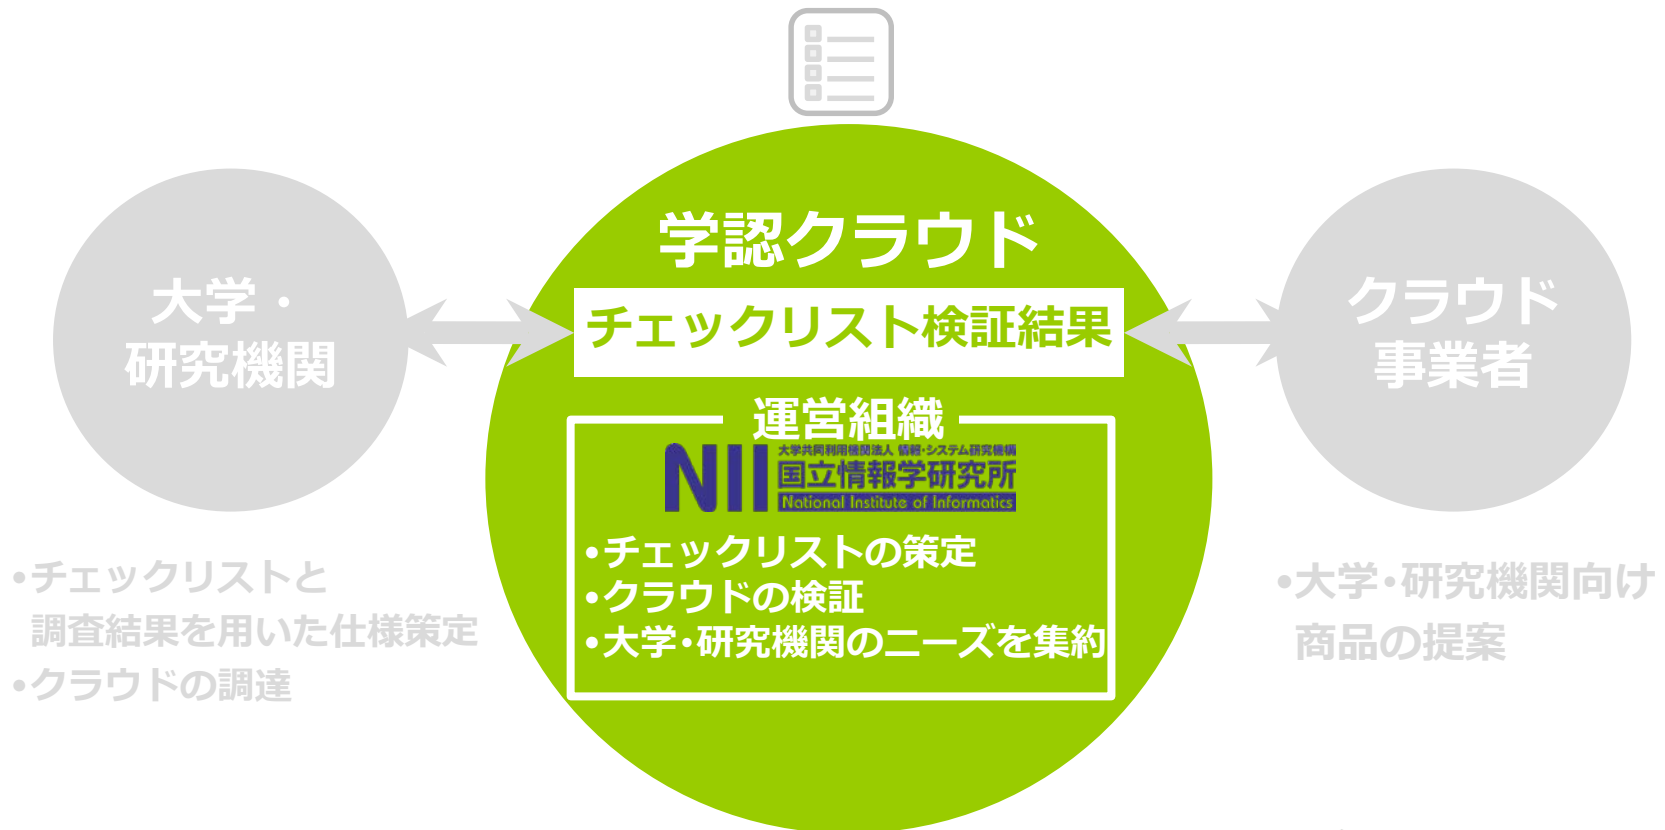 学認クラウド
チェックリスト検証結果
大学・
研究機関
クラウド
事業者
運営組織
NII
大学共同利用機関法人 情報・システム研究機構
国立情報学研究所
National Institute of Informatics
•チェックリストの策定
•クラウドの検証
•大学・研究機関のニーズを集約
•チェックリストと
調査結果を用いた仕様策定
•クラウドの調達
•大学・研究機関向け
商品の提案